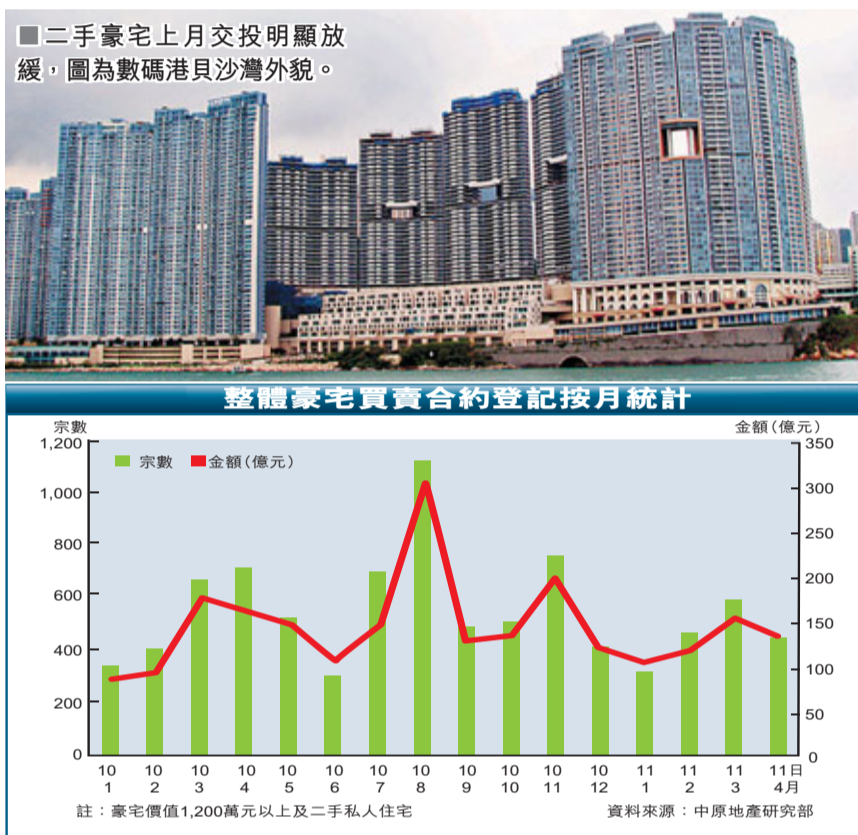 ■二手豪宅上月交投明顯放
緩，圖為數碼港貝沙灣外貌。
整體豪宅買賣合約登記按月統計
宗數 金額(億元)
宗數 金額(億元)
1,200 350
1,000 300
800 250
600 200
400 150
200 100
0 50
0
10 10 10 10 10 10 10 10 10 10 10 10 11 11 11 11日
1 2 3 4 5 6 7 8 9 10 11 12 1 2 3 4月
註：豪宅價值1,200萬元以上及二手私人住宅 資料來源：中原地產研究部